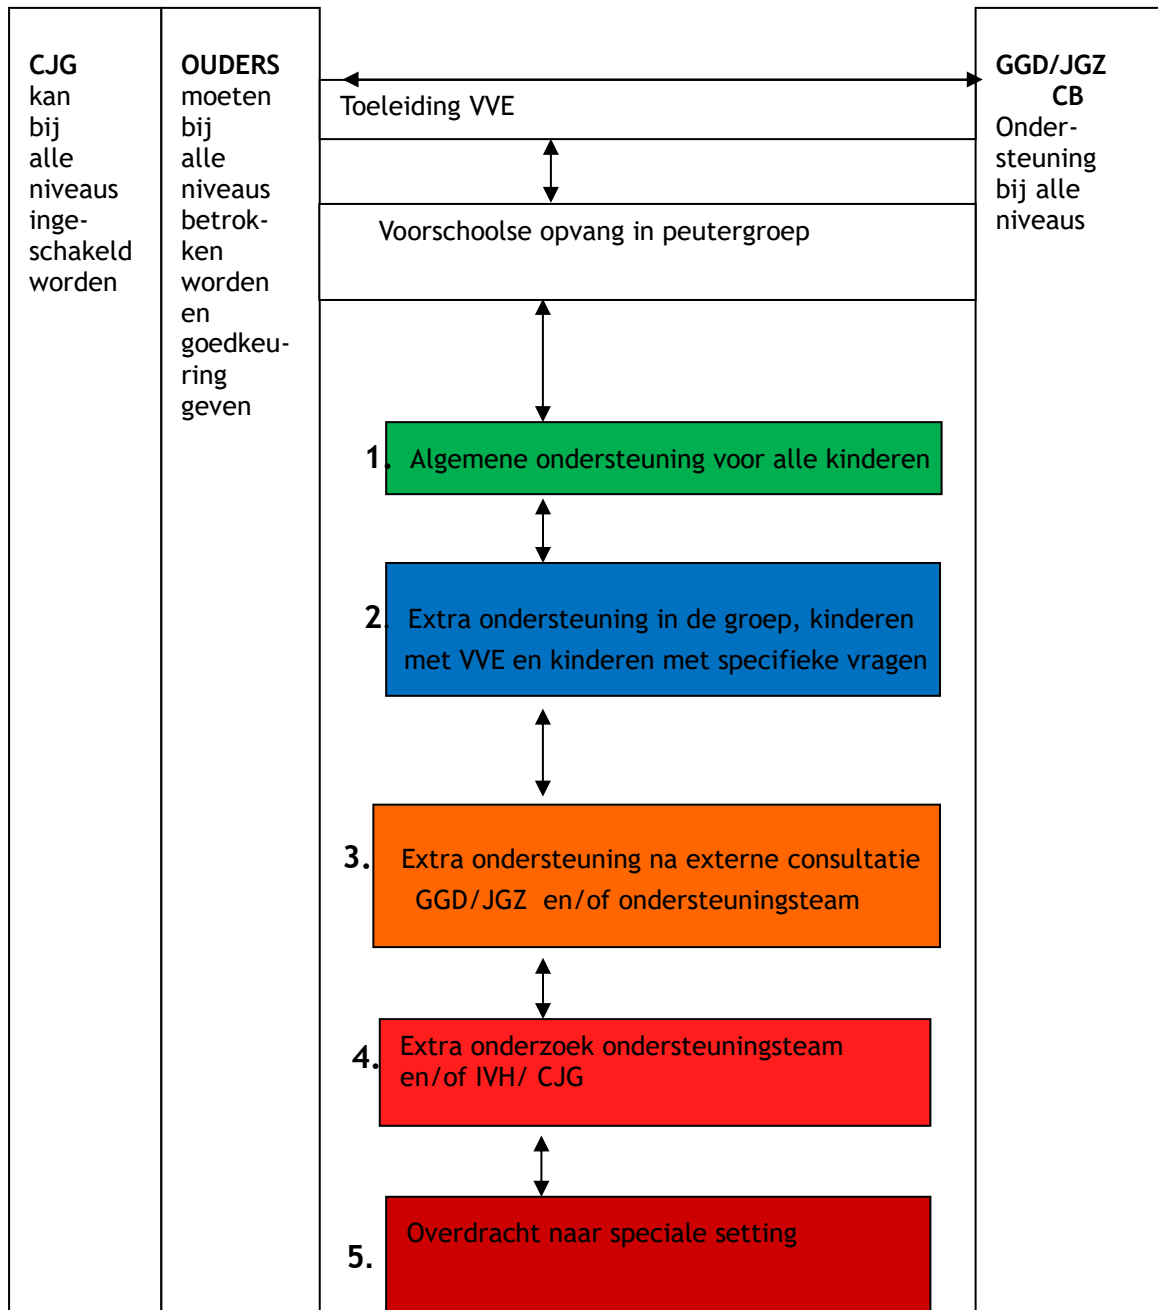 CJG
kan
bij
alle
niveaus
inge-
schakeld
worden
OUDERS
moeten
bij
alle
niveaus
betrok-
ken
worden
en
goedkeu-
ring
geven
Toeleiding VVE
Voorschoolse opvang in peutergroep
1. Algemene ondersteuning voor alle kinderen
2. Extra ondersteuning in de groep, kinderen
met VVE en kinderen met specifieke vragen
3. Extra ondersteuning na externe consultatie
GGD/JGZ en/of ondersteuningsteam
4. Extra onderzoek ondersteuningsteam
en/of IVH/ CJG
5. Overdracht naar speciale setting
GGD/JGZ
CB
Onder-
steuning
bij alle
niveaus